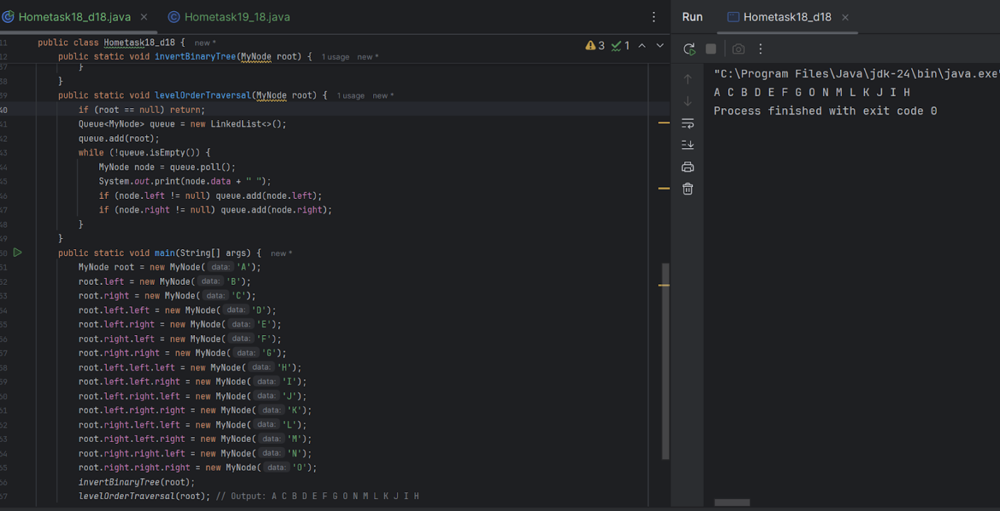 Hometask18_d18.java × Hometask19_18.java
Run Hometask18_d18 ×
11 public class Hometask18_d18 { new *
12 public static void invertBinaryTree(MyNode root) { 1 usage new *
3 1
37 }
38 }
39 public static void levelOrderTraversal(MyNode root) { 1 usage new *
40 if (root == null) return;
41 Queue<MyNode> queue = new LinkedList<>();
42 queue.add(root);
43 while (!queue.isEmpty()) {
44 MyNode node = queue.poll();
45 System.out.print(node.data + " ");
46 if (node.left != null) queue.add(node.left);
47 if (node.right != null) queue.add(node.right);
48 }
49 }
50 public static void main(String[] args) { new *
51 MyNode root = new MyNode( data: 'A');
52 root.left = new MyNode( data: 'B');
53 root.right = new MyNode( data: 'C');
54 root.left.left = new MyNode( data: 'D');
55 root.left.right = new MyNode( data: 'E');
56 root.right.left = new MyNode( data: 'F');
57 root.right.right = new MyNode( data: 'G');
58 root.left.left.left = new MyNode( data: 'H');
59 root.left.left.right = new MyNode( data: 'I');
60 root.left.right.left = new MyNode( data: 'J');
61 root.left.right.right = new MyNode( data: 'K');
62 root.right.left.left = new MyNode( data: 'L');
63 root.right.left.right = new MyNode( data: 'M');
64 root.right.right.left = new MyNode( data: 'N');
65 root.right.right.right = new MyNode( data: 'O');
66 invertBinaryTree(root);
67 levelOrderTraversal(root); // Output: A C B D E F G O N M L K J I H
"C:\Program Files\Java\jdk-24\bin\java.exe"
A C B D E F G O N M L K J I H
Process finished with exit code 0